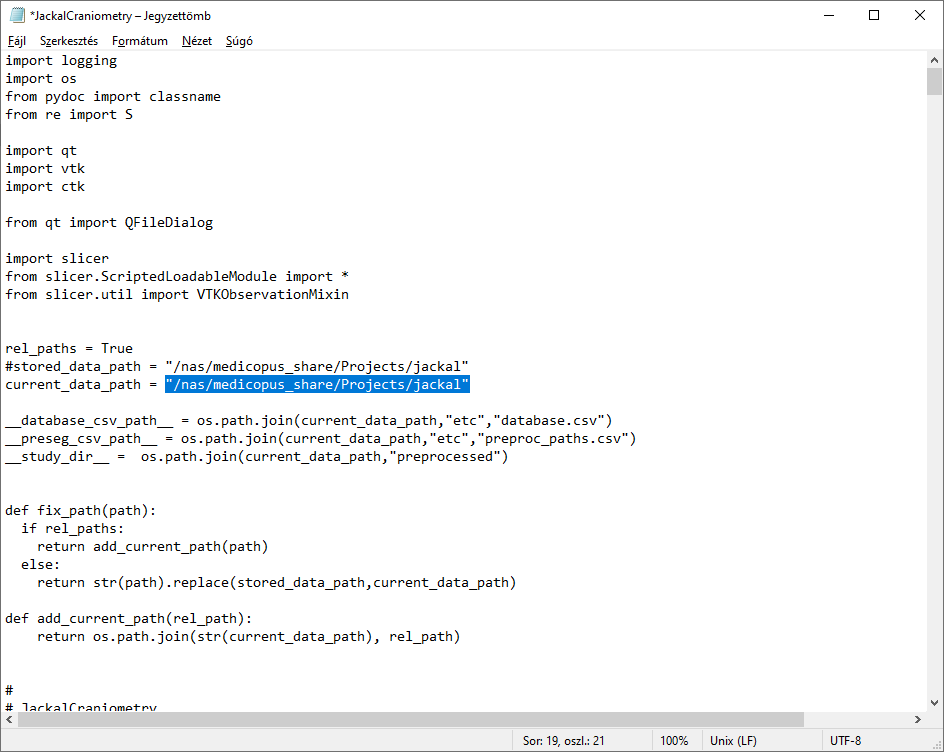 *JackalCraniometry – Jegyzettömb
Fájl Szerkesztés Formátum Nézet Súgó
import logging
import os
from pydoc import classname
from re import S

import qt
import vtk
import ctk

from qt import QFileDialog

import slicer
from slicer.ScriptedLoadableModule import *
from slicer.util import VTKObservationMixin


rel_paths = True
#stored_data_path = "/nas/medicopus_share/Projects/jackal"
current_data_path = "/nas/medicopus_share/Projects/jackal"

__database_csv_path__ = os.path.join(current_data_path,"etc","database.csv")
__preseg_csv_path__ = os.path.join(current_data_path,"etc","preproc_paths.csv")
__study_dir__ =  os.path.join(current_data_path,"preprocessed")


def fix_path(path):
  if rel_paths:
    return add_current_path(path)
  else:
    return str(path).replace(stored_data_path,current_data_path)

def add_current_path(rel_path):
    return os.path.join(str(current_data_path), rel_path)


#
# JackalCraniometry
Sor: 19, oszl.: 21 100% Unix (LF) UTF-8